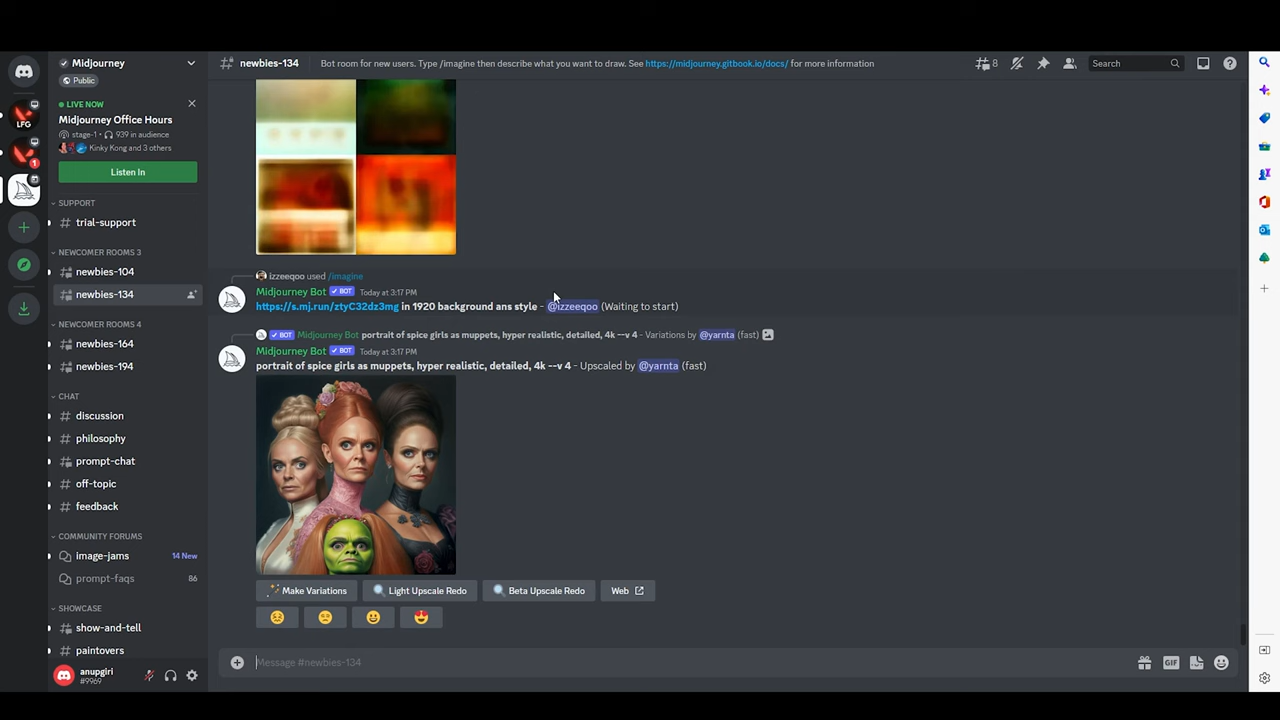 Midjourney
Public
LIVE NOW
Midjourney Office Hours
stage-1 • 939 in audience
Kinky Kong and 3 others
Listen In
SUPPORT
trial-support
NEWCOMER ROOMS 3
newbies-104
newbies-134
NEWCOMER ROOMS 4
newbies-164
newbies-194
CHAT
discussion
philosophy
prompt-chat
off-topic
feedback
COMMUNITY FORUMS
image-jams 14 New
prompt-faqs 86
SHOWCASE
show-and-tell
paintovers
anupgiri
#9969
LFG
1
newbies-134 Bot room for new users. Type /imagine then describe what you want to draw. See https://midjourney.gitbook.io/docs/ for more information 8 Search
izzeeqoo used /imagine
Midjourney Bot BOT Today at 3:17 PM
https://s.mj.run/ztyC32dz3mg in 1920 background ans style - @izzeeqoo (Waiting to start)
BOT Midjourney Bot portrait of spice girls as muppets, hyper realistic, detailed, 4k --v 4 - Variations by @yarnta (fast)
Midjourney Bot BOT Today at 3:17 PM
portrait of spice girls as muppets, hyper realistic, detailed, 4k --v 4 - Upscaled by @yarnta (fast)
Make Variations Light Upscale Redo Beta Upscale Redo Web
Message #newbies-134
GIF